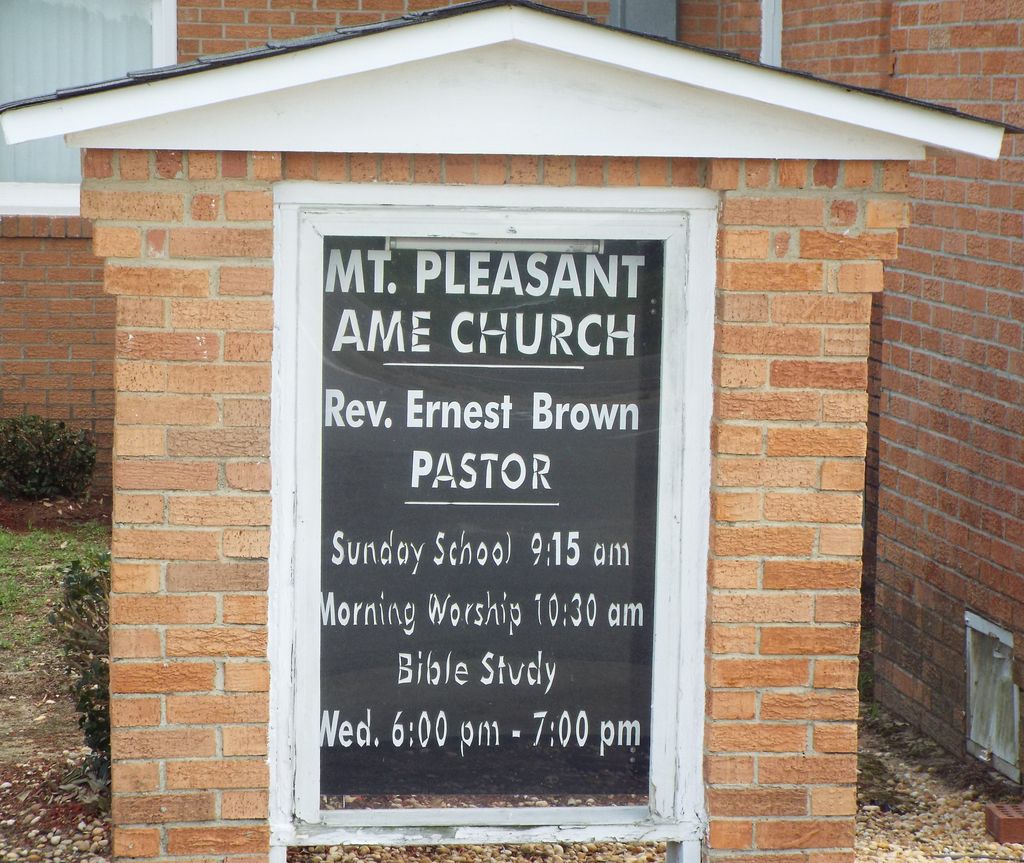 MT. PLEASANT
AME CHURCH
Rev. Ernest Brown
PASTOR
Sunday School 9:15 am
Morning Worship 10:30 am
Bible Study
Wed. 6:00 pm - 7:00 pm